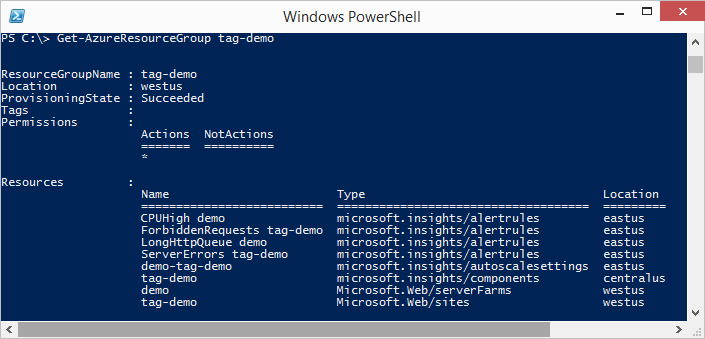 Windows PowerShell
PS C:\> Get-AzureResourceGroup tag-demo
ResourceGroupName : tag-demo
Location          : westus
ProvisioningState : Succeeded
Tags              :
Permissions       :
                    Actions  NotActions
                    =======  ==========
                    *
Resources         :
                    Name                        Type                                  Location
                    ==========================  ====================================  =========
                    CPUHigh demo                microsoft.insights/alertrules         eastus
                    ForbiddenRequests tag-demo  microsoft.insights/alertrules         eastus
                    LongHttpQueue demo          microsoft.insights/alertrules         eastus
                    ServerErrors tag-demo       microsoft.insights/alertrules         eastus
                    demo-tag-demo               microsoft.insights/autoscalesettings  eastus
                    tag-demo                    microsoft.insights/components         centralus
                    demo                        Microsoft.Web/serverFarms             westus
                    tag-demo                    Microsoft.Web/sites                   westus